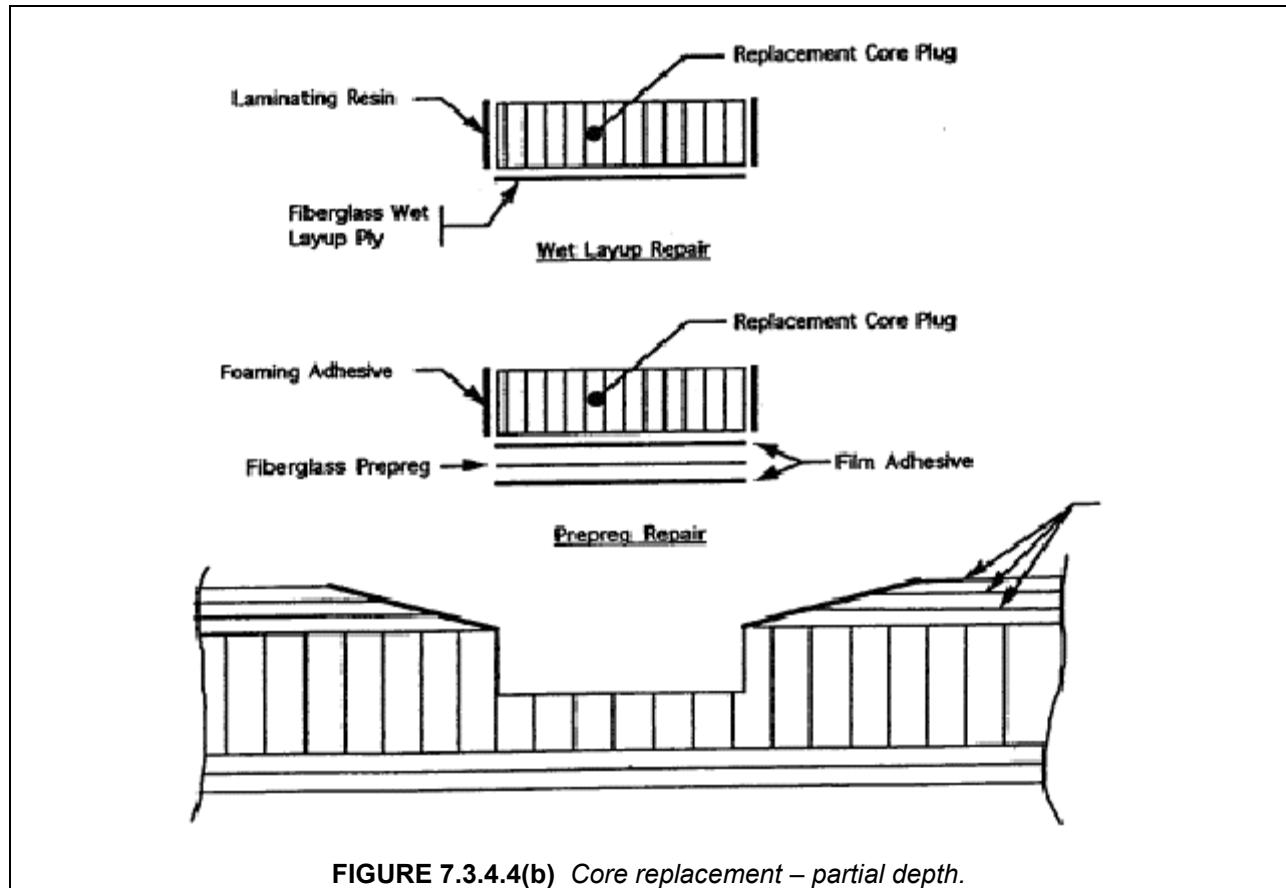 Replacement Core Plug
Laminating Resin
Fiberglass Wet
Layup Ply
Wet Layup Repair
Replacement Core Plug
Foaming Adhesive
Fiberglass Prepreg
Film Adhesive
Prepreg Repair
FIGURE 7.3.4.4(b) Core replacement – partial depth.